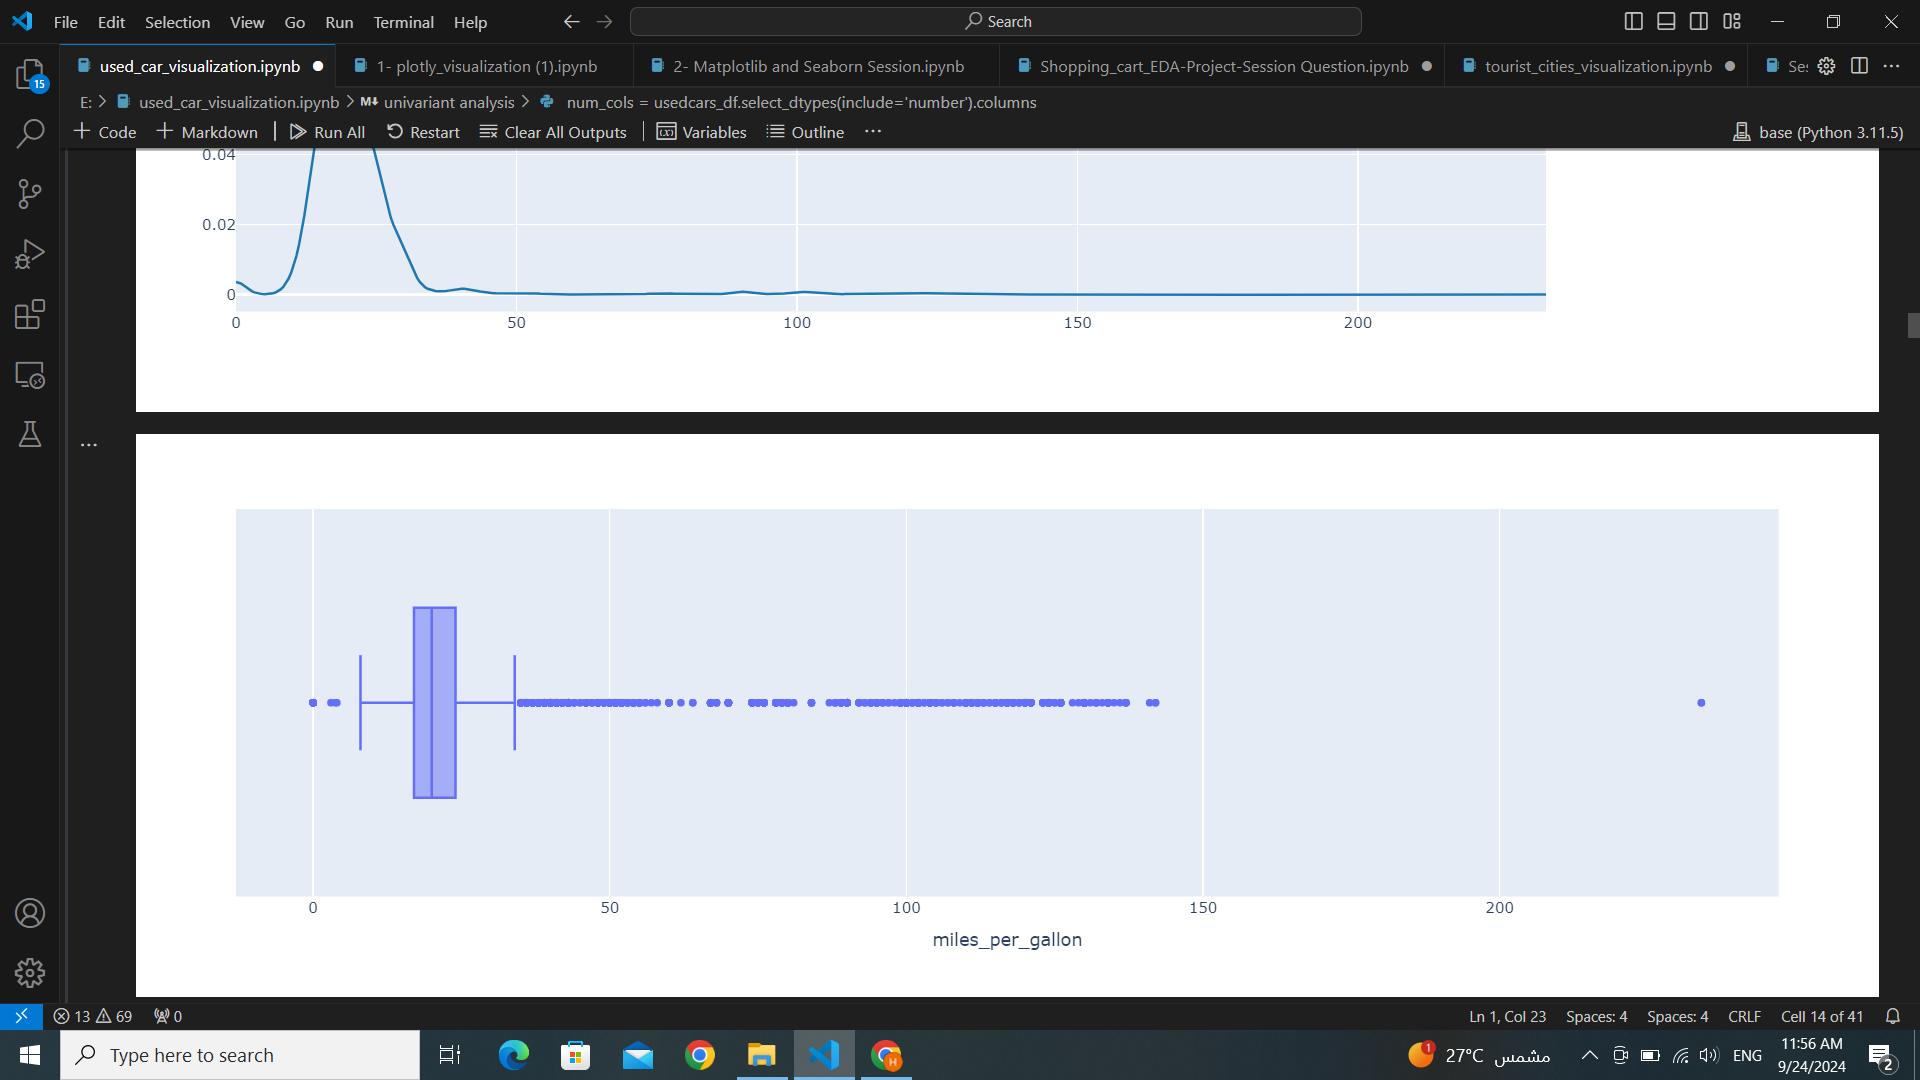 File Edit Selection View Go Run Terminal Help
Search
used_car_visualization.ipynb 1- plotly_visualization (1).ipynb 2- Matplotlib and Seaborn Session.ipynb Shopping_cart_EDA-Project-Session Question.ipynb tourist_cities_visualization.ipynb Ses
E: > used_car_visualization.ipynb > M↓ univariant analysis > num_cols = usedcars_df.select_dtypes(include='number').columns
+ Code + Markdown | Run All Restart Clear All Outputs | Variables Outline ···
base (Python 3.11.5)
15
0.04
0.02
0
0 50 100 150 200
...
0 50 100 150 200
miles_per_gallon
13 69 0
Ln 1, Col 23 Spaces: 4 Spaces: 4 CRLF Cell 14 of 41
Type here to search
H
1
27°C مشمس
ENG
11:56 AM
9/24/2024
2